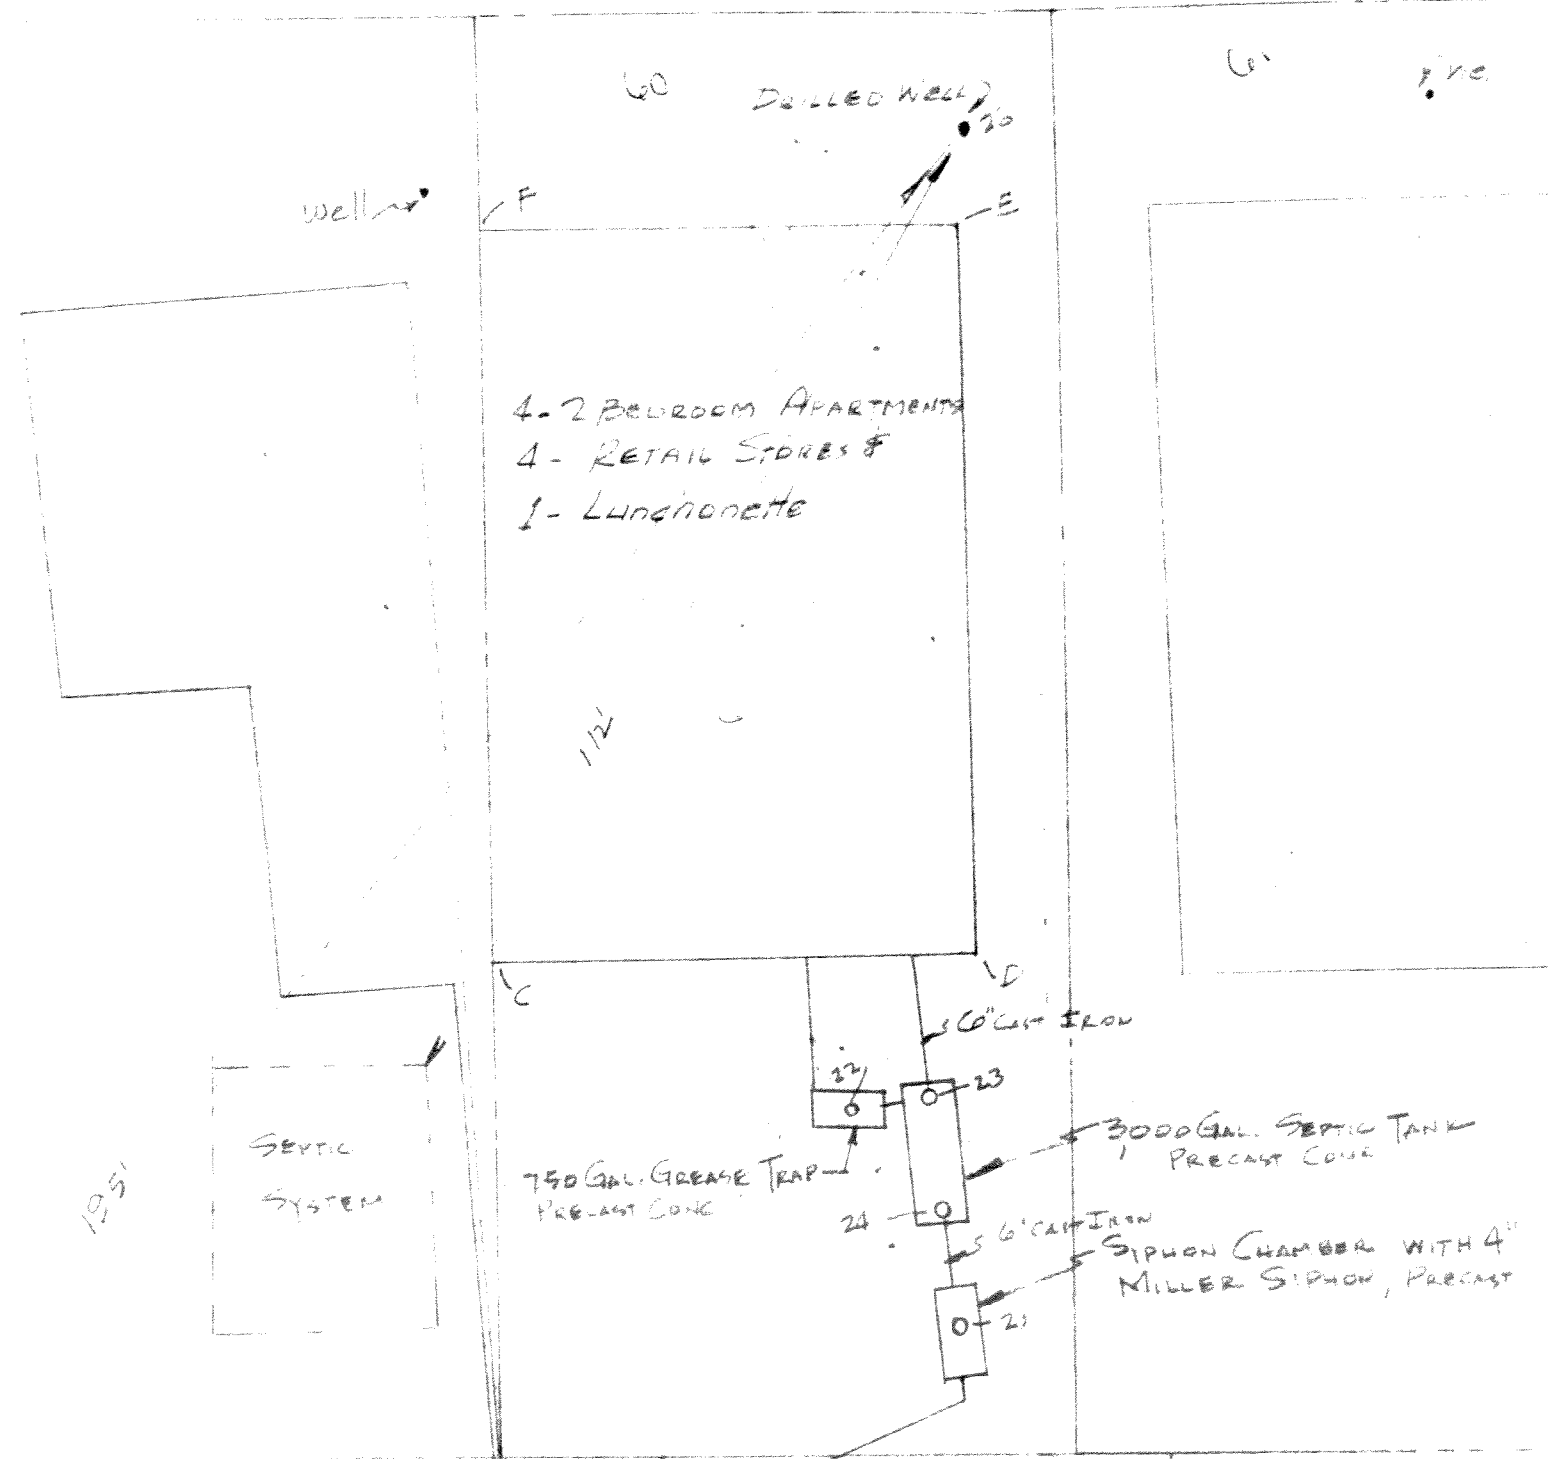 60
DRILLED WELL
20
Well
F
E
4-2 BEDROOM APARTMENTS
4- RETAIL STORES &
1- Lunchonette
112'
C
D
6" CAST IRON
22
23
3000 GAL. SEPTIC TANK
PRECAST CONC
SEPTIC
SYSTEM
750 GAL. GREASE TRAP
PRECAST CONC
24
6" CAST IRON
SIPHON CHAMBER WITH 4"
MILLER SIPHON, PRECAST
21